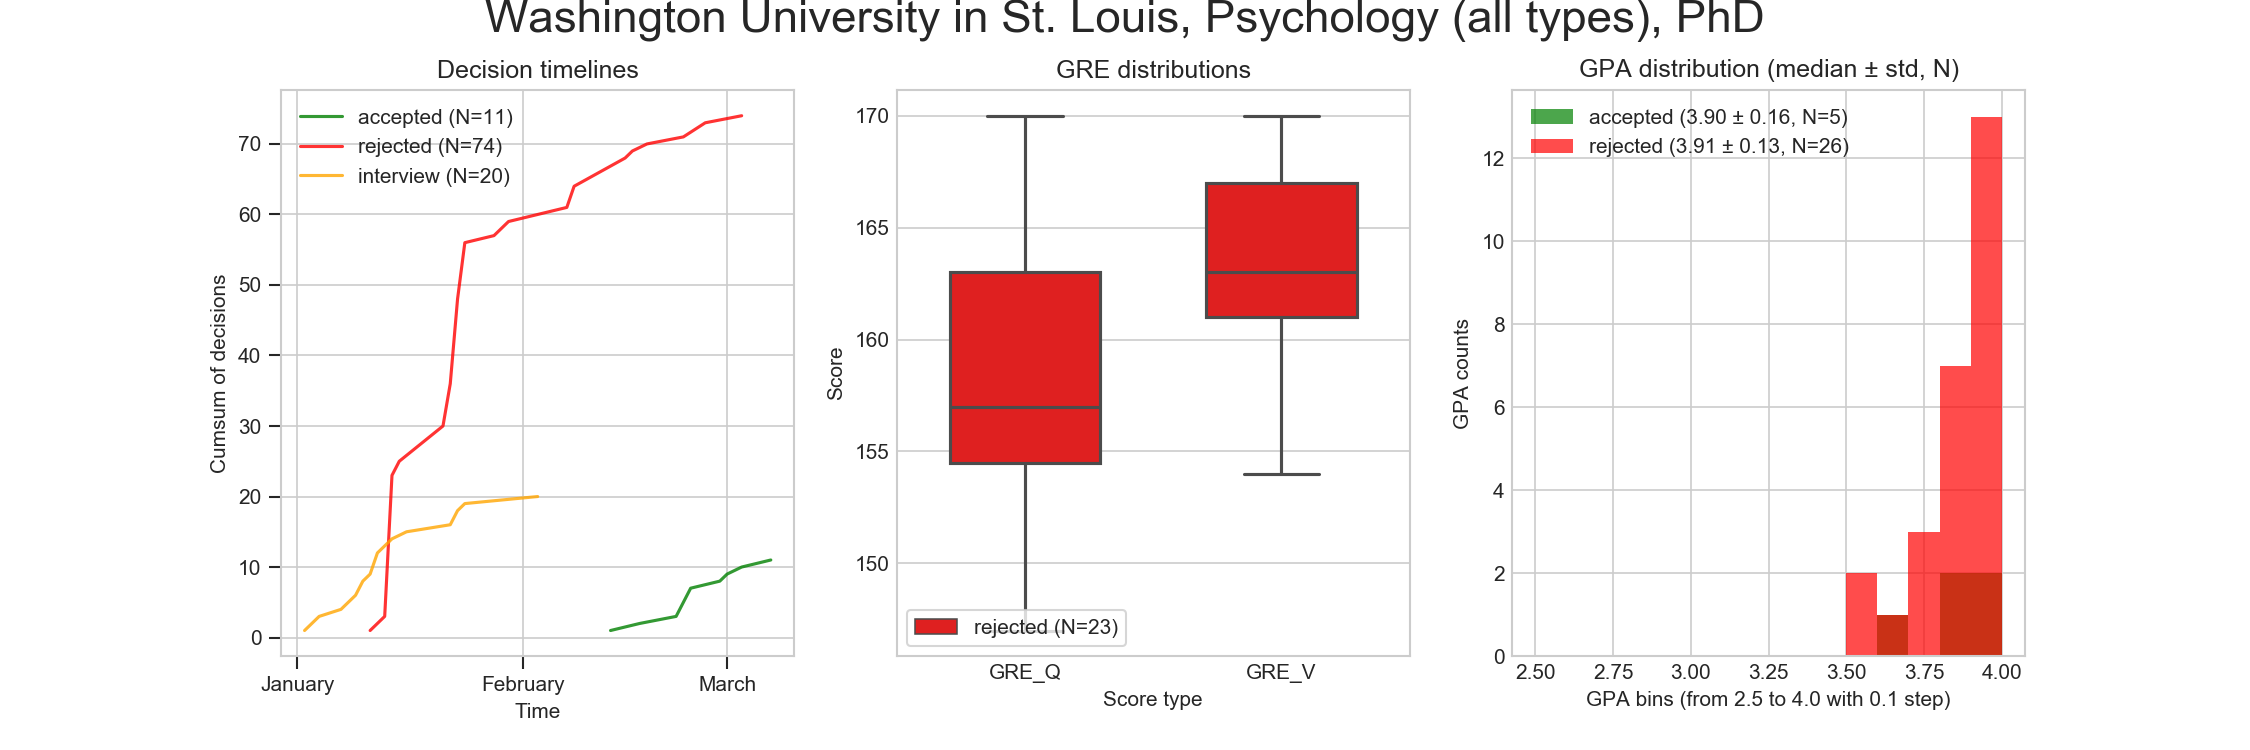 Washington University in St. Louis, Psychology (all types), PhD
Decision timelines
accepted (N=11)
rejected (N=74)
interview (N=20)
70
60
50
40
30
20
10
0
Cumsum of decisions
January February March
Time
GRE distributions
170
165
160
155
150
Score
rejected (N=23)
GRE_Q GRE_V
Score type
GPA distribution (median ± std, N)
accepted (3.90 ± 0.16, N=5)
rejected (3.91 ± 0.13, N=26)
12
10
8
6
4
2
0
GPA counts
2.50 2.75 3.00 3.25 3.50 3.75 4.00
GPA bins (from 2.5 to 4.0 with 0.1 step)